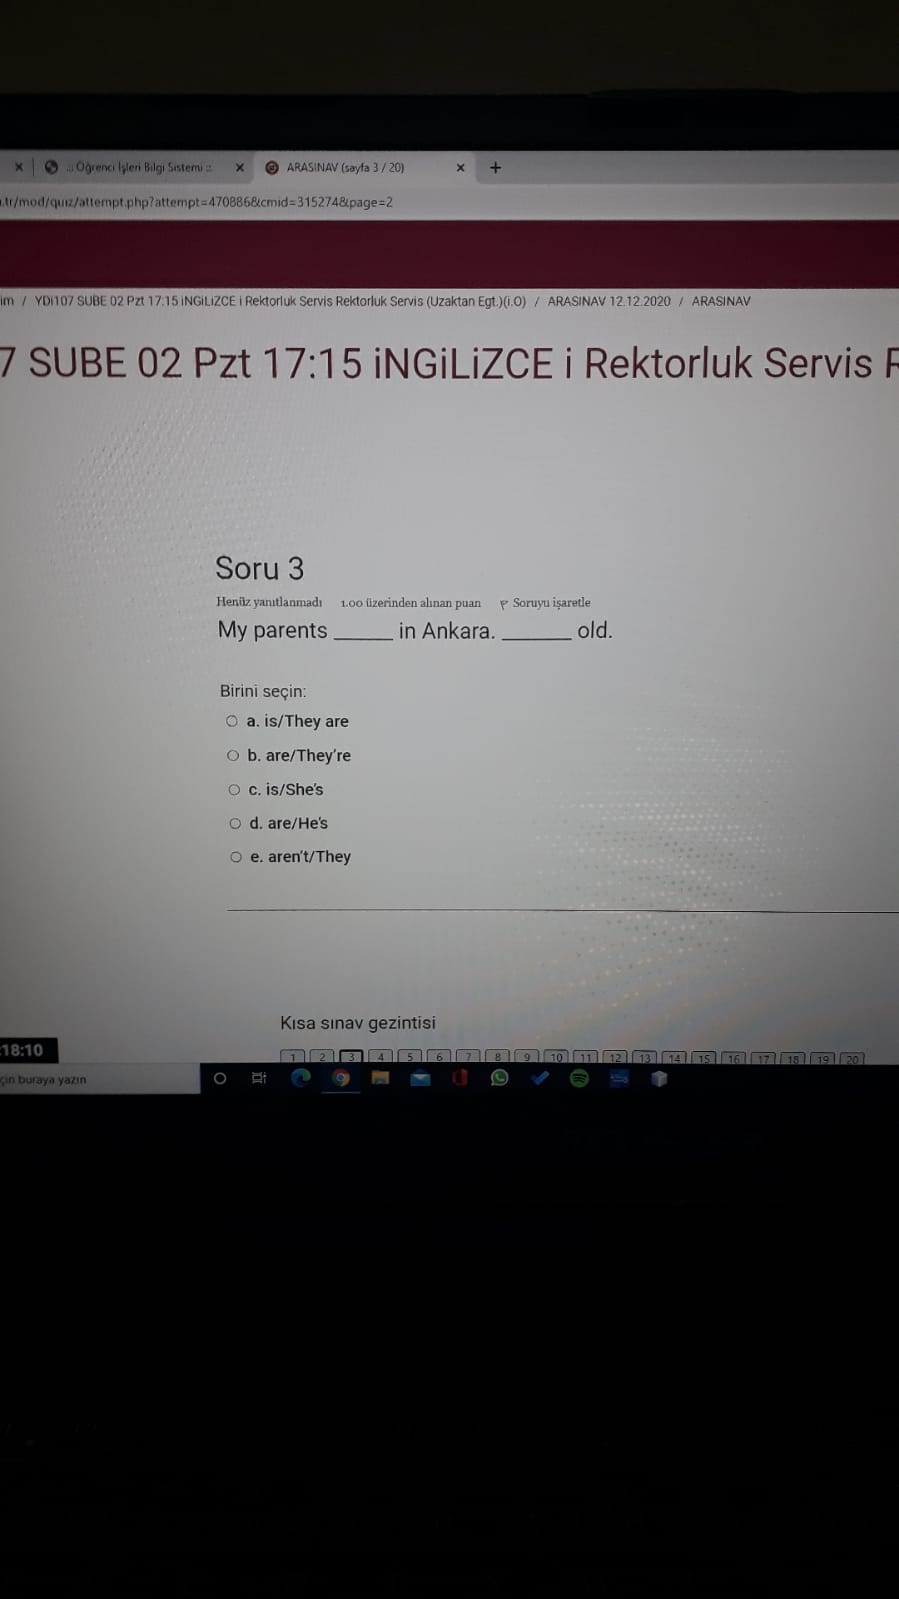 .:: Öğrenci İşleri Bilgi Sistemi ::.
ARASINAV (sayfa 3 / 20)
.tr/mod/quiz/attempt.php?attempt=470886&cmid=315274&page=2
im / YDİ107 SUBE 02 Pzt 17:15 iNGiLiZCE i Rektorluk Servis Rektorluk Servis (Uzaktan Egt.)(i.O) / ARASINAV 12.12.2020 / ARASINAV
7 SUBE 02 Pzt 17:15 iNGiLiZCE i Rektorluk Servis R
Soru 3
Henüz yanıtlanmadı 1.00 üzerinden alınan puan Soruyu işaretle
My parents ______ in Ankara. _______ old.
Birini seçin:
a. is/They are
b. are/They're
c. is/She's
d. are/He's
e. aren't/They
Kısa sınav gezintisi
1 2 3 4 5 6 7 8 9 10 11 12 13 14 15 16 17 18 19 20
:18:10
çin buraya yazın